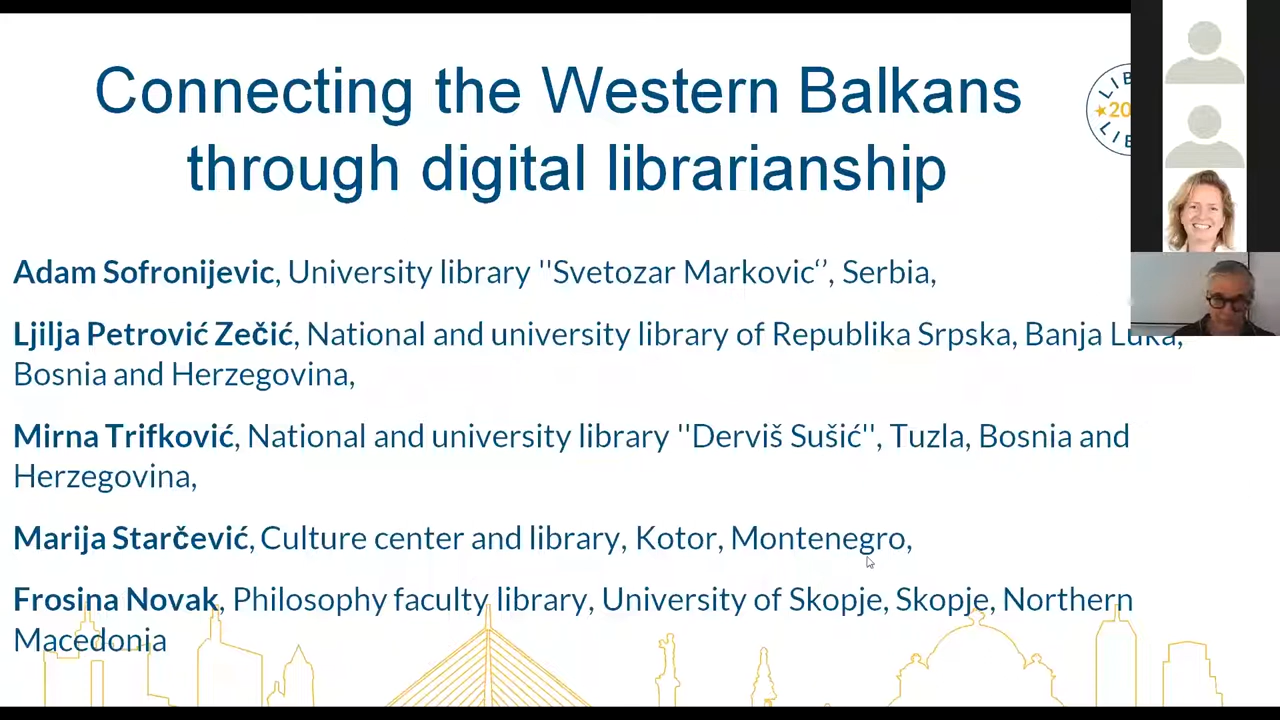 Connecting the Western Balkans
through digital librarianship
Adam Sofronijevic, University library ''Svetozar Markovic‘’, Serbia,
Ljilja Petrović Zečić, National and university library of Republika Srpska, Banja Luka,
Bosnia and Herzegovina,
Mirna Trifković, National and university library ''Derviš Sušić'', Tuzla, Bosnia and
Herzegovina,
Marija Starčević, Culture center and library, Kotor, Montenegro,
Frosina Novak, Philosophy faculty library, University of Skopje, Skopje, Northern
Macedonia